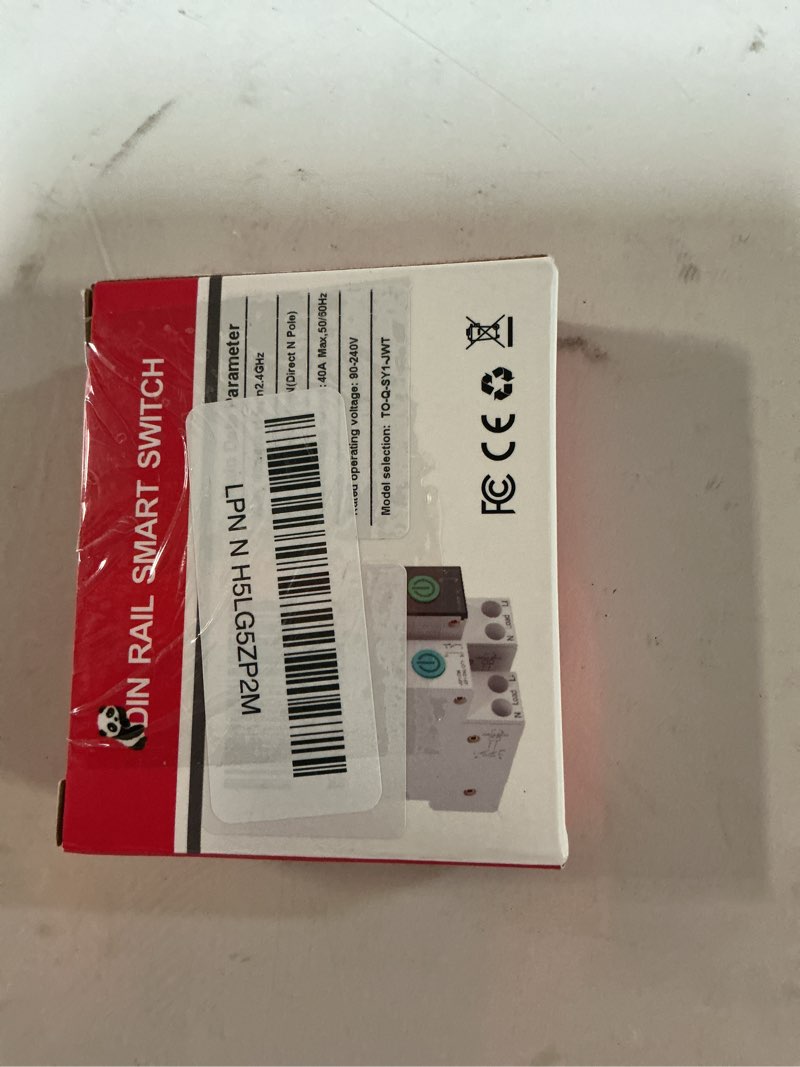 DIN RAIL SMART SWITCH
Parameter
2.4GHz
N(Direct N Pole)
:40A Max,50/60Hz
operating voltage: 90-240V
Model selection: TO-Q-SY1-JWT
LPN N H5LG5ZP2M
FC CE
N Load L
N Load L